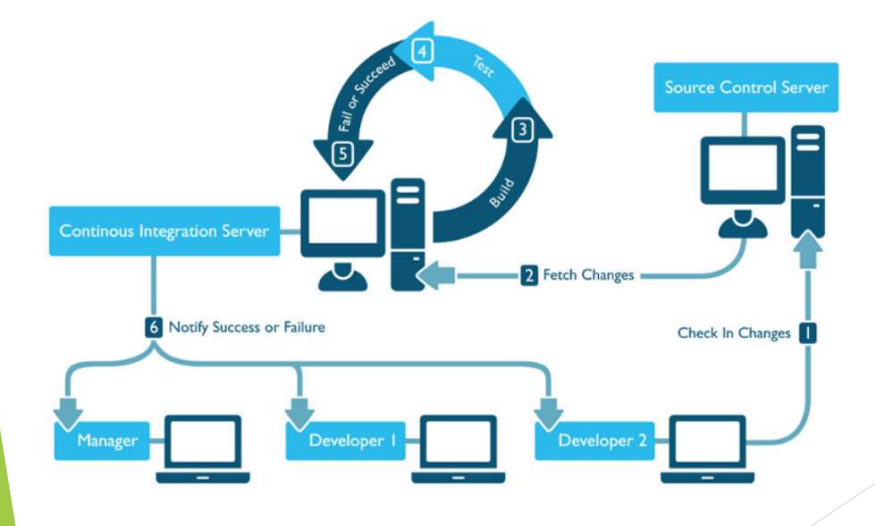 4
Test
Fail or Succeed
3
5
Build
Source Control Server
Continous Integration Server
2 Fetch Changes
6 Notify Success or Failure
Check In Changes 1
Manager
Developer 1
Developer 2